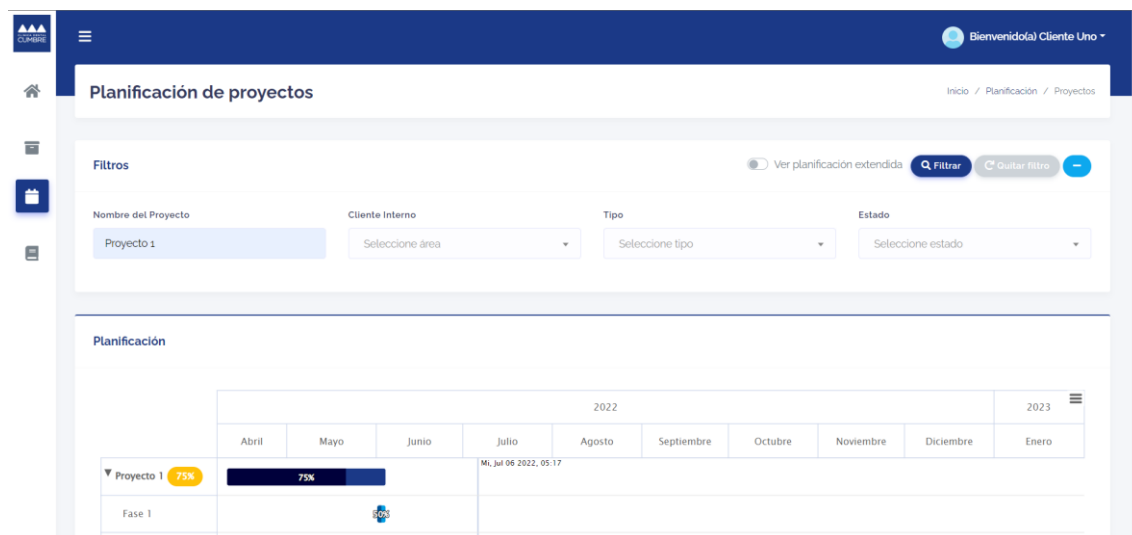 CUMBRE
Bienvenido(a) Cliente Uno
Planificación de proyectos
Inicio / Planificación / Proyectos
Filtros
Ver planificación extendida
Filtrar
Quitar filtro
Nombre del Proyecto
Cliente Interno
Tipo
Estado
Proyecto 1
Seleccione área
Seleccione tipo
Seleccione estado
Planificación
2022
2023
Abril
Mayo
Junio
Julio
Agosto
Septiembre
Octubre
Noviembre
Diciembre
Enero
Mi, Jul 06 2022, 05:17
Proyecto 1 75%
75%
Fase 1
50%